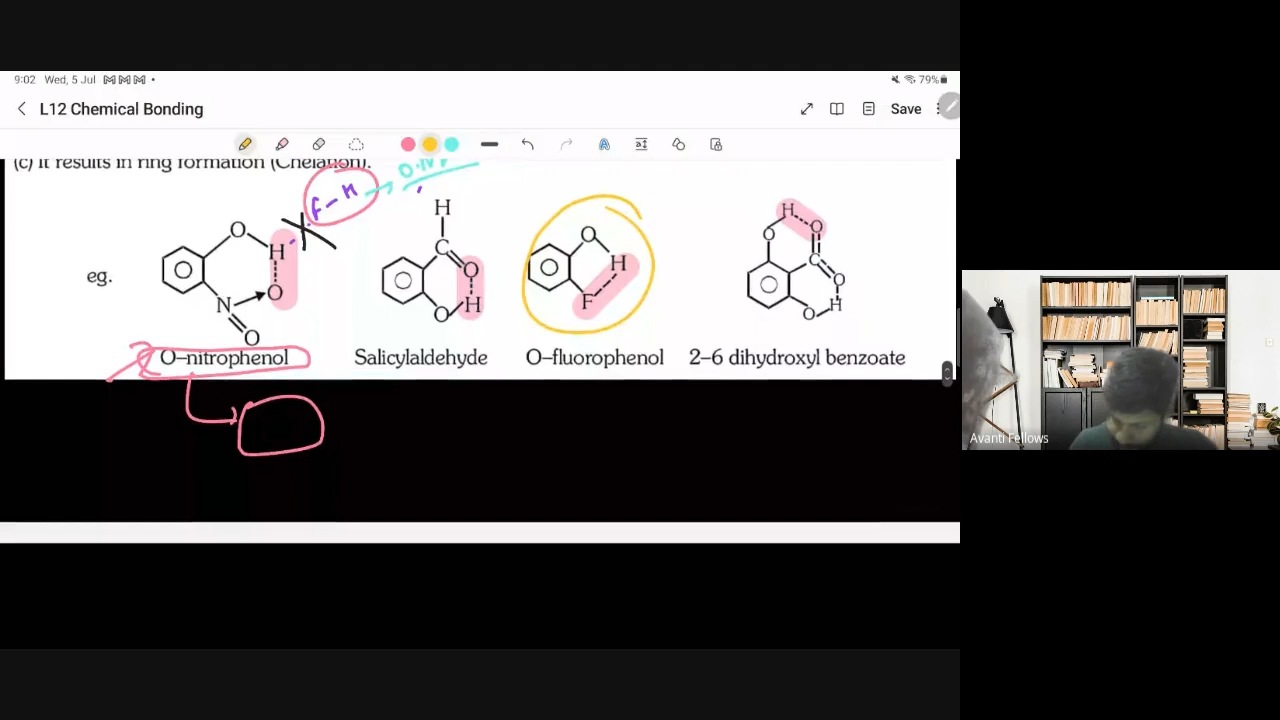 9:02 Wed, 5 Jul
79%
L12 Chemical Bonding
Save
(c) It results in ring formation (Chelation).
F-H
H
O
H
C
O
H
O
H
O
H
O
eg.
H
F
C
O
N
O
O
H
O
H
O
O-nitrophenol
Salicylaldehyde
O-fluorophenol
2-6 dihydroxyl benzoate
Avanti Fellows